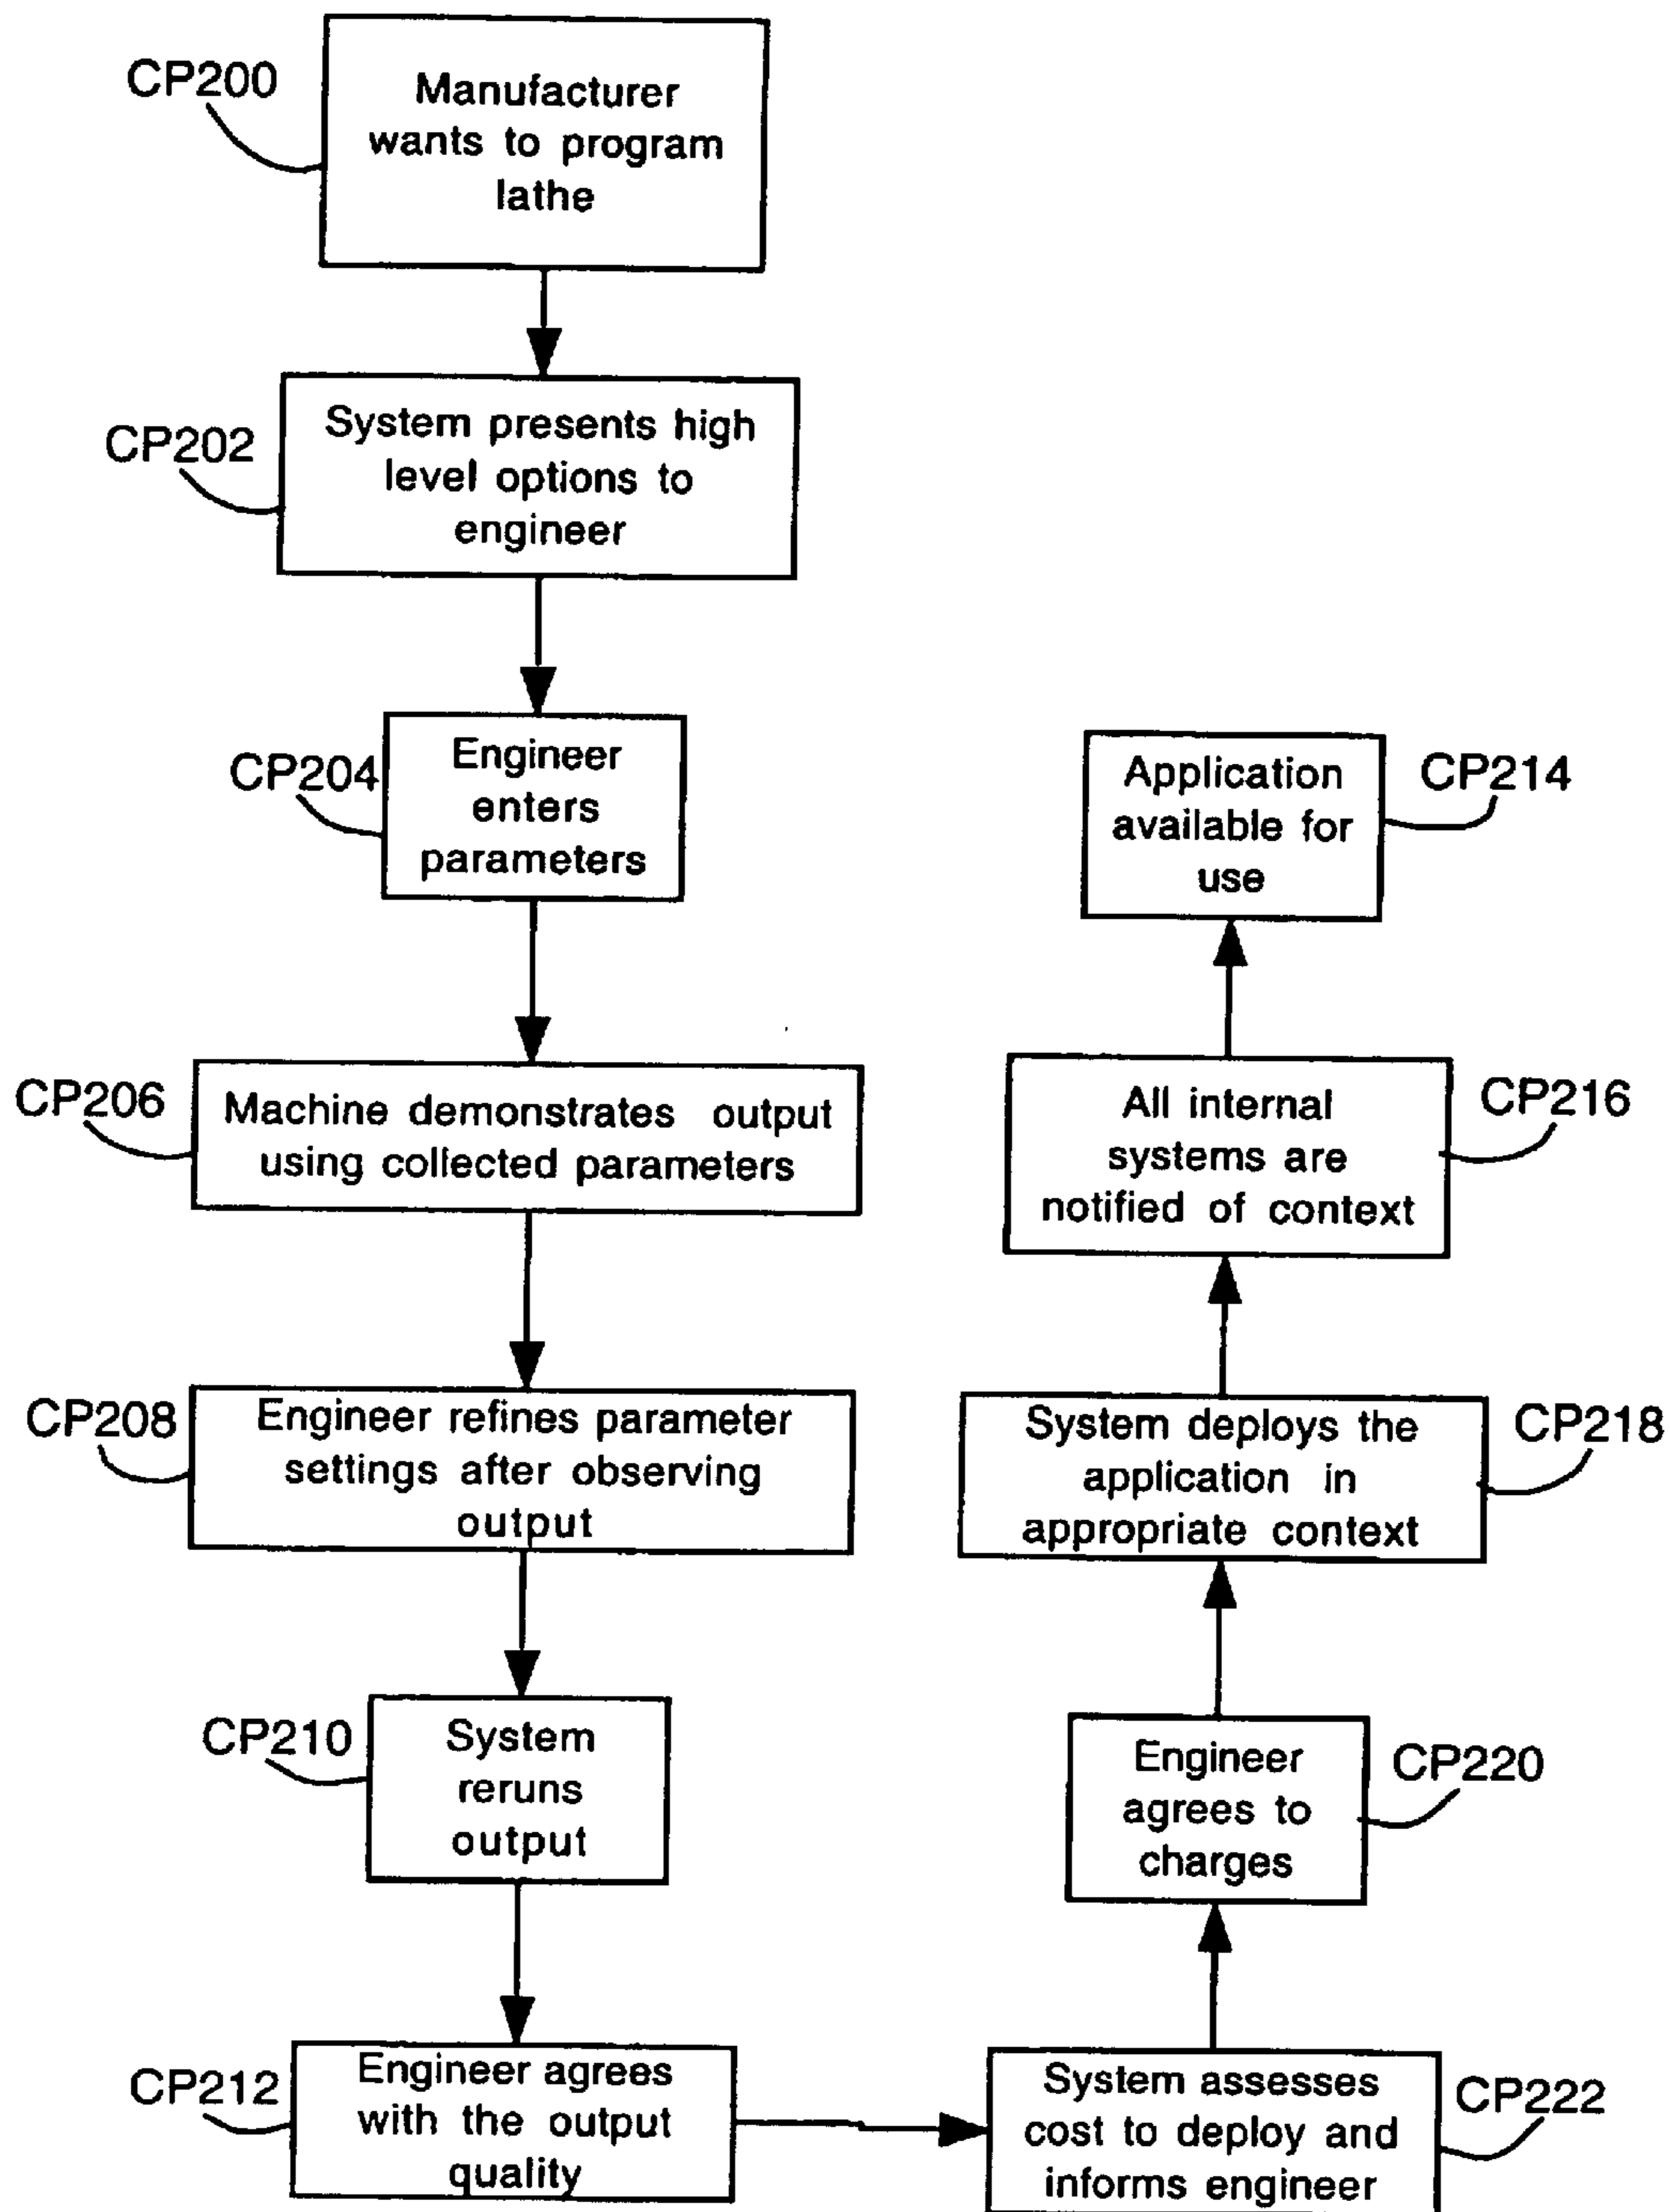 CP200
Manufacturer
wants to program
lathe
CP202
System presents high
level options to
engineer
CP204
Engineer
enters
parameters
CP206
Machine demonstrates output
using collected parameters
CP208
Engineer refines parameter
settings after observing
output
CP210
System
reruns
output
CP212
Engineer agrees
with the output
quality
System assesses
cost to deploy and
informs engineer
CP222
Engineer
agrees to
charges
CP220
System deploys the
application in
appropriate context
CP218
All internal
systems are
notified of context
CP216
Application
available for
use
CP214